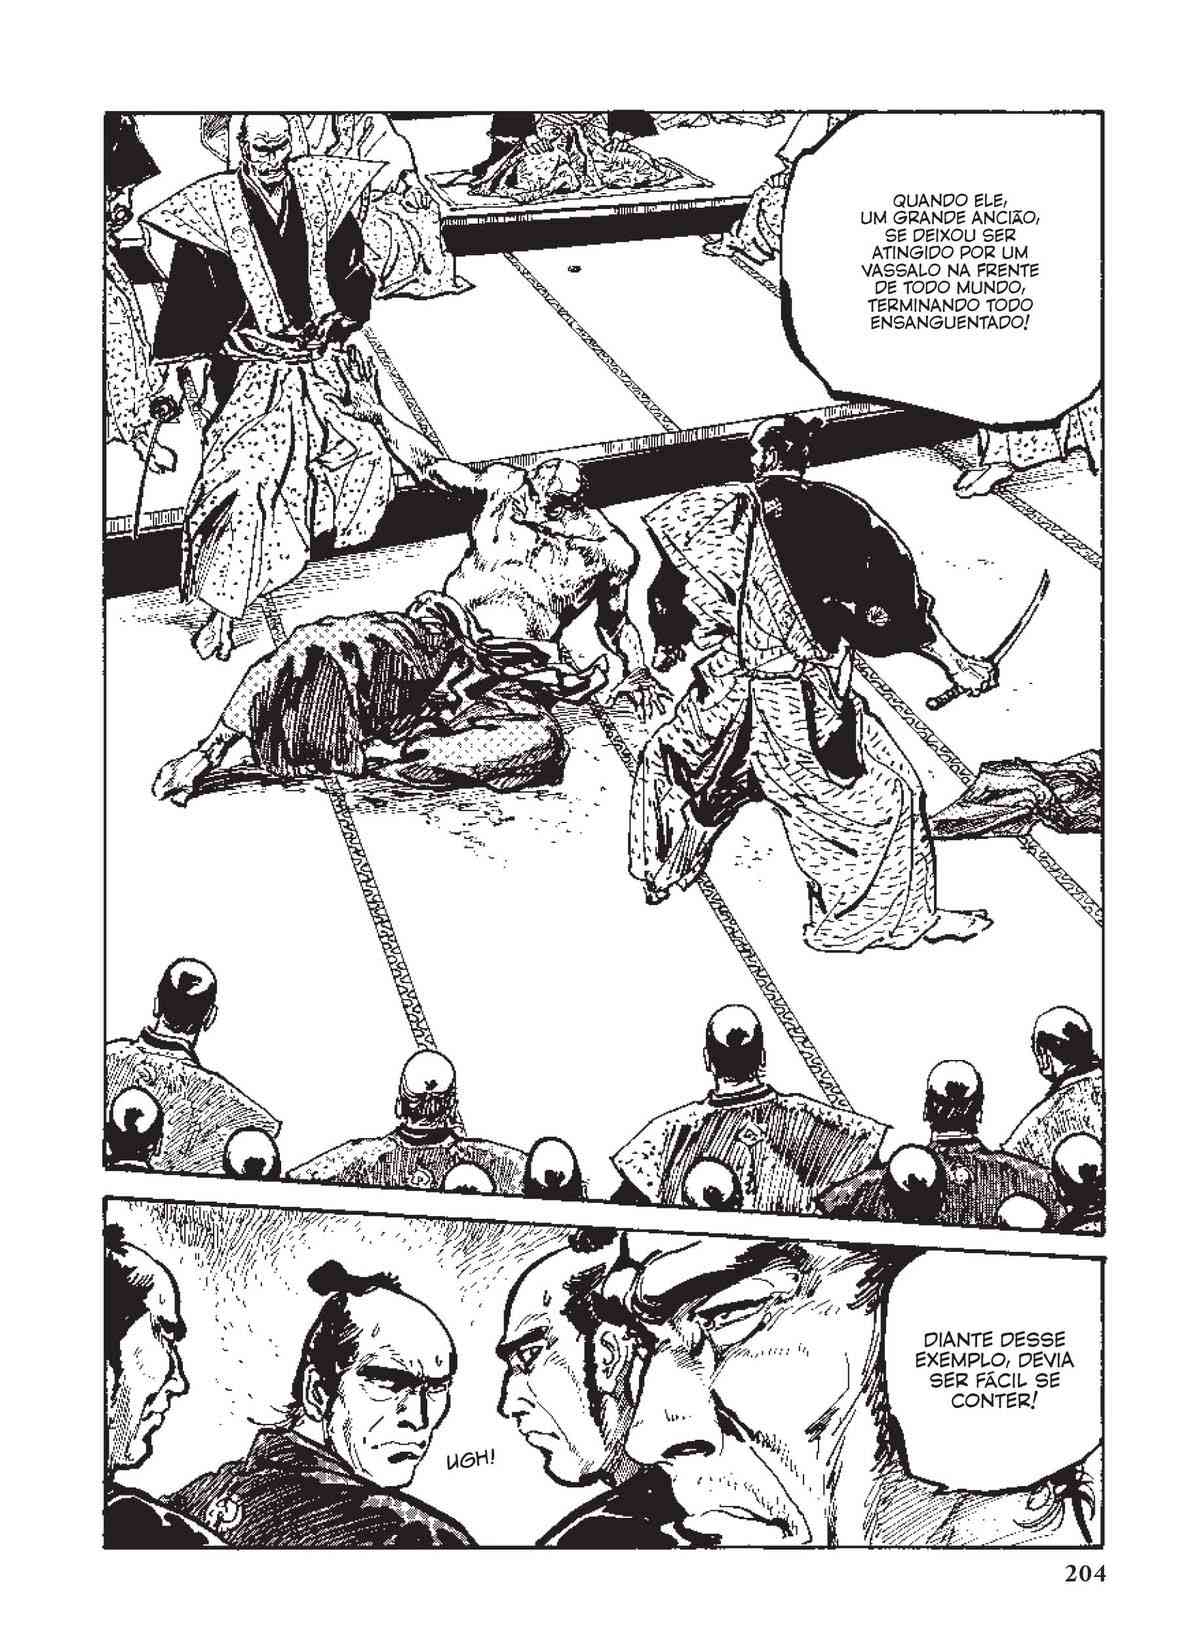 QUANDO ELE,
UM GRANDE ANCIÃO,
SE DEIXOU SER
ATINGIDO POR UM
VASSALO NA FRENTE
DE TODO MUNDO,
TERMINANDO TODO
ENSANGUENTADO!
UGH!
DIANTE DESSE
EXEMPLO, DEVIA
SER FÁCIL SE
CONTER!
204